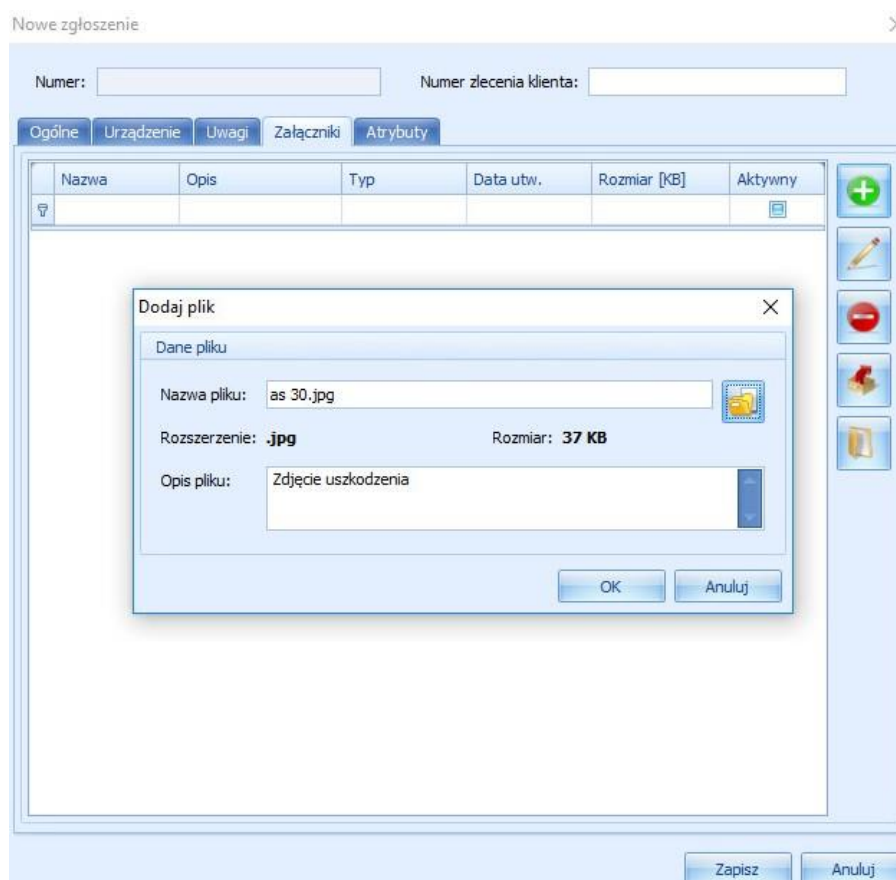 Nowe zgłoszenie
Numer: Numer zlecenia klienta:
Ogólne Urządzenie Uwagi Załączniki Atrybuty
Nazwa Opis Typ Data utw. Rozmiar [KB] Aktywny
Dodaj plik
Dane pliku
Nazwa pliku: as 30.jpg
Rozszerzenie: .jpg Rozmiar: 37 KB
Opis pliku: Zdjęcie uszkodzenia
OK Anuluj
Zapisz Anuluj